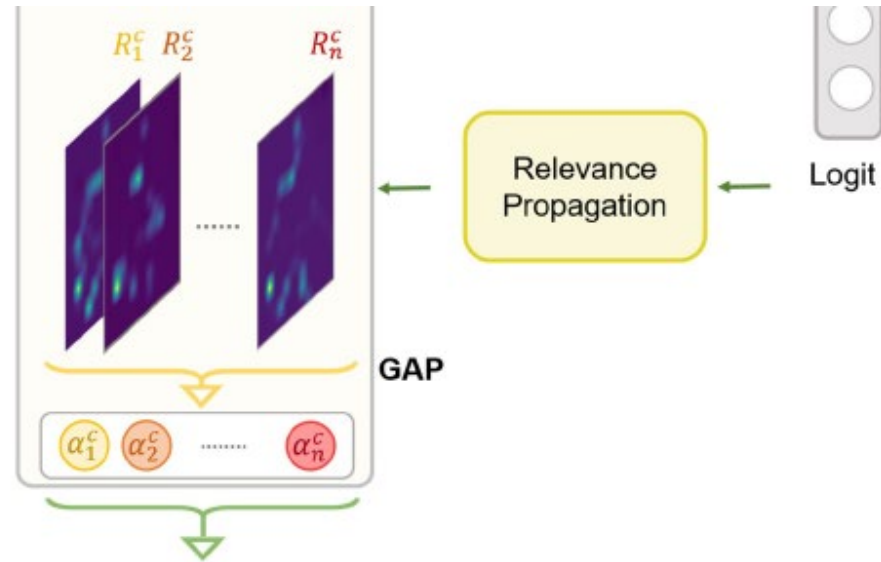 R₁ᶜ R₂ᶜ Rₙᶜ
Relevance
Propagation
Logit
......
GAP
α₁ᶜ α₂ᶜ ........ αₙᶜ